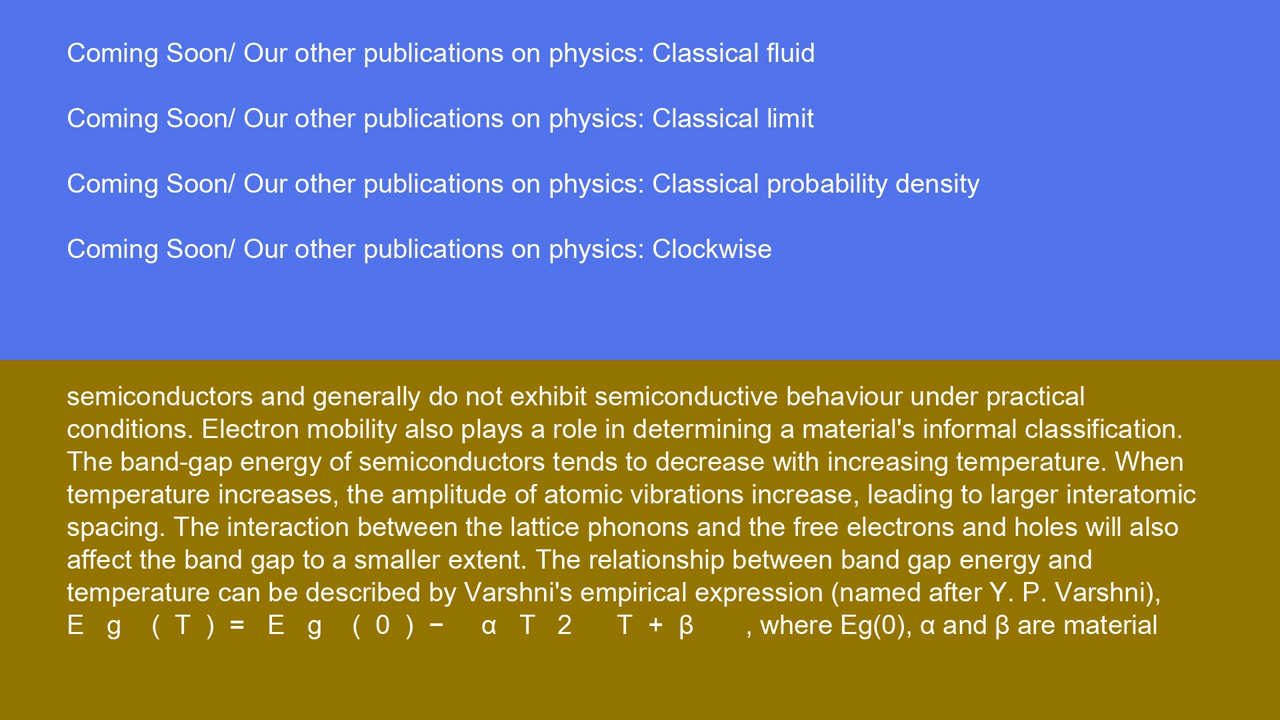 Coming Soon/ Our other publications on physics: Classical fluid
Coming Soon/ Our other publications on physics: Classical limit
Coming Soon/ Our other publications on physics: Classical probability density
Coming Soon/ Our other publications on physics: Clockwise
semiconductors and generally do not exhibit semiconductive behaviour under practical
conditions. Electron mobility also plays a role in determining a material's informal classification.
The band-gap energy of semiconductors tends to decrease with increasing temperature. When
temperature increases, the amplitude of atomic vibrations increase, leading to larger interatomic
spacing. The interaction between the lattice phonons and the free electrons and holes will also
affect the band gap to a smaller extent. The relationship between band gap energy and
temperature can be described by Varshni's empirical expression (named after Y. P. Varshni),
E g ( T ) = E g ( 0 ) − α T 2 T + β , where Eg(0), α and β are material